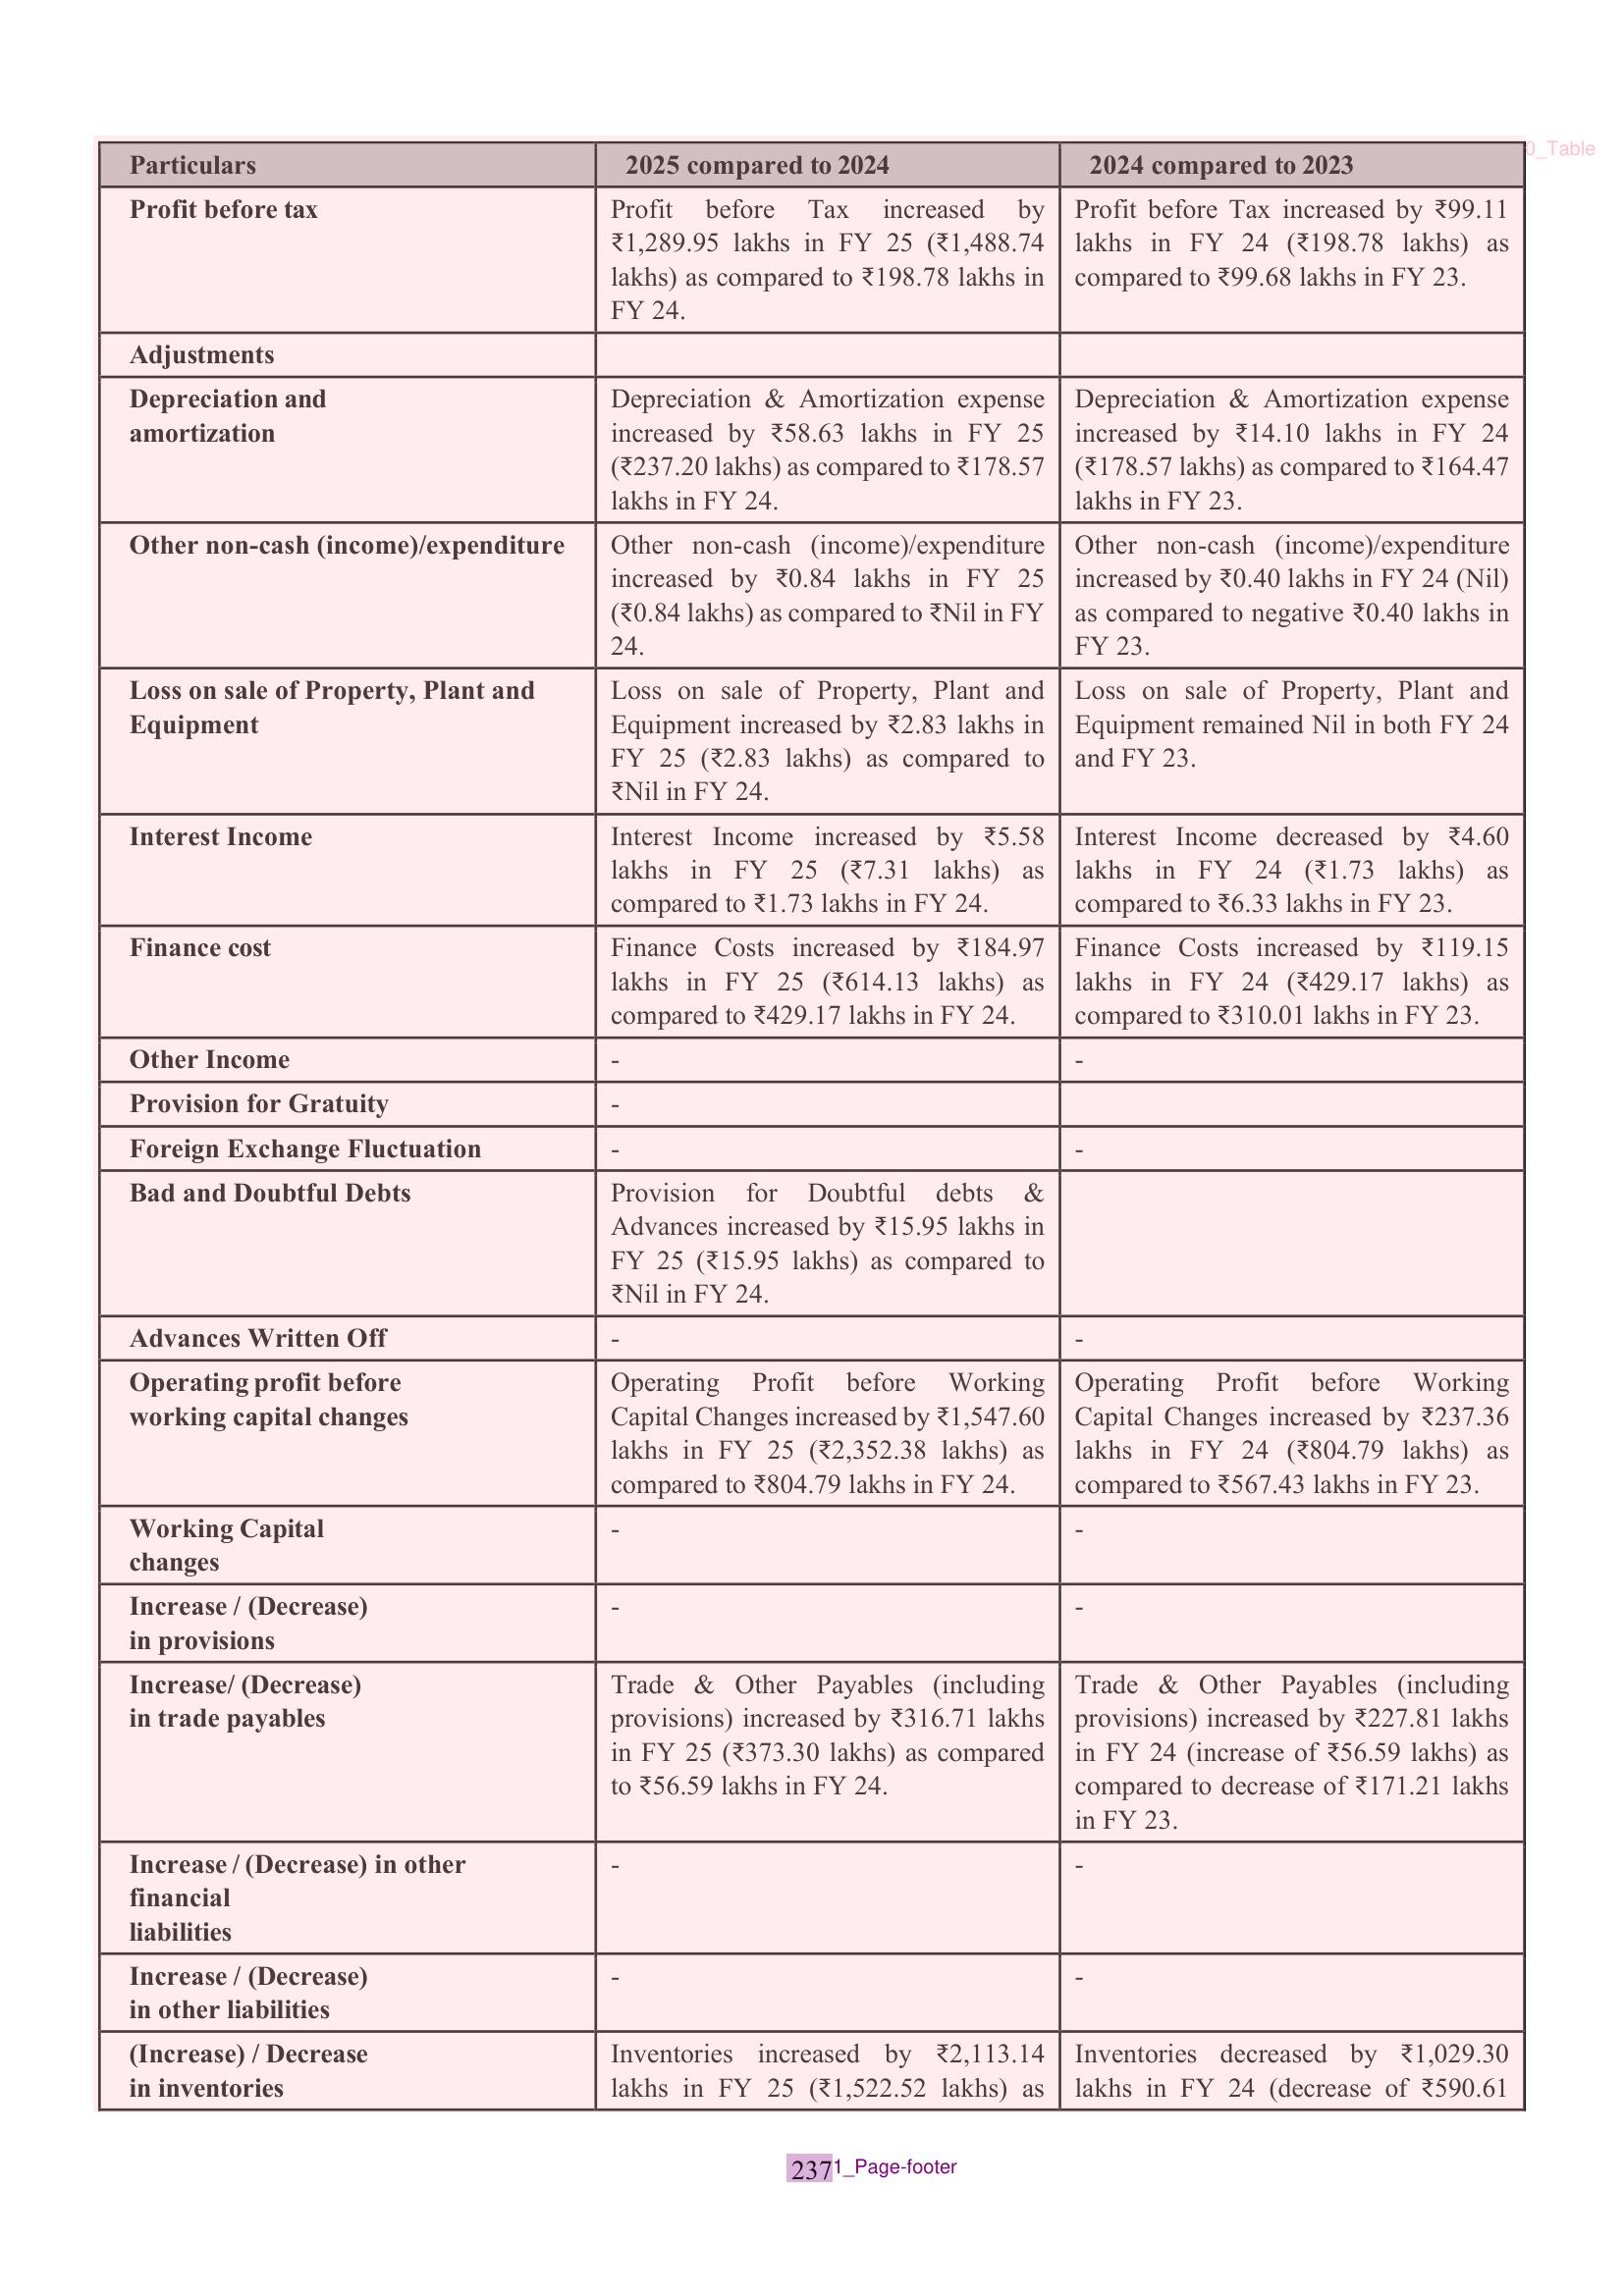 Particulars 2025 compared to 2024 2024 compared to 2023
0_Table
Profit before tax
Profit before Tax increased by
₹1,289.95 lakhs in FY 25 (₹1,488.74
lakhs) as compared to ₹198.78 lakhs in
FY 24.
Profit before Tax increased by ₹99.11
lakhs in FY 24 (₹198.78 lakhs) as
compared to ₹99.68 lakhs in FY 23.
Adjustments
Depreciation and
amortization
Depreciation & Amortization expense
increased by ₹58.63 lakhs in FY 25
(₹237.20 lakhs) as compared to ₹178.57
lakhs in FY 24.
Depreciation & Amortization expense
increased by ₹14.10 lakhs in FY 24
(₹178.57 lakhs) as compared to ₹164.47
lakhs in FY 23.
Other non-cash (income)/expenditure
Other non-cash (income)/expenditure
increased by ₹0.84 lakhs in FY 25
(₹0.84 lakhs) as compared to ₹Nil in FY
24.
Other non-cash (income)/expenditure
increased by ₹0.40 lakhs in FY 24 (Nil)
as compared to negative ₹0.40 lakhs in
FY 23.
Loss on sale of Property, Plant and
Equipment
Loss on sale of Property, Plant and
Equipment increased by ₹2.83 lakhs in
FY 25 (₹2.83 lakhs) as compared to
₹Nil in FY 24.
Loss on sale of Property, Plant and
Equipment remained Nil in both FY 24
and FY 23.
Interest Income
Interest Income increased by ₹5.58
lakhs in FY 25 (₹7.31 lakhs) as
compared to ₹1.73 lakhs in FY 24.
Interest Income decreased by ₹4.60
lakhs in FY 24 (₹1.73 lakhs) as
compared to ₹6.33 lakhs in FY 23.
Finance cost
Finance Costs increased by ₹184.97
lakhs in FY 25 (₹614.13 lakhs) as
compared to ₹429.17 lakhs in FY 24.
Finance Costs increased by ₹119.15
lakhs in FY 24 (₹429.17 lakhs) as
compared to ₹310.01 lakhs in FY 23.
Other Income - -
Provision for Gratuity -
Foreign Exchange Fluctuation - -
Bad and Doubtful Debts
Provision for Doubtful debts &
Advances increased by ₹15.95 lakhs in
FY 25 (₹15.95 lakhs) as compared to
₹Nil in FY 24.
Advances Written Off - -
Operating profit before
working capital changes
Operating Profit before Working
Capital Changes increased by ₹1,547.60
lakhs in FY 25 (₹2,352.38 lakhs) as
compared to ₹804.79 lakhs in FY 24.
Operating Profit before Working
Capital Changes increased by ₹237.36
lakhs in FY 24 (₹804.79 lakhs) as
compared to ₹567.43 lakhs in FY 23.
Working Capital
changes
- -
Increase / (Decrease)
in provisions
- -
Increase/ (Decrease)
in trade payables
Trade & Other Payables (including
provisions) increased by ₹316.71 lakhs
in FY 25 (₹373.30 lakhs) as compared
to ₹56.59 lakhs in FY 24.
Trade & Other Payables (including
provisions) increased by ₹227.81 lakhs
in FY 24 (increase of ₹56.59 lakhs) as
compared to decrease of ₹171.21 lakhs
in FY 23.
Increase / (Decrease) in other
financial
liabilities
- -
Increase / (Decrease)
in other liabilities
- -
(Increase) / Decrease
in inventories
Inventories increased by ₹2,113.14
lakhs in FY 25 (₹1,522.52 lakhs) as
Inventories decreased by ₹1,029.30
lakhs in FY 24 (decrease of ₹590.61
237
1_Page-footer